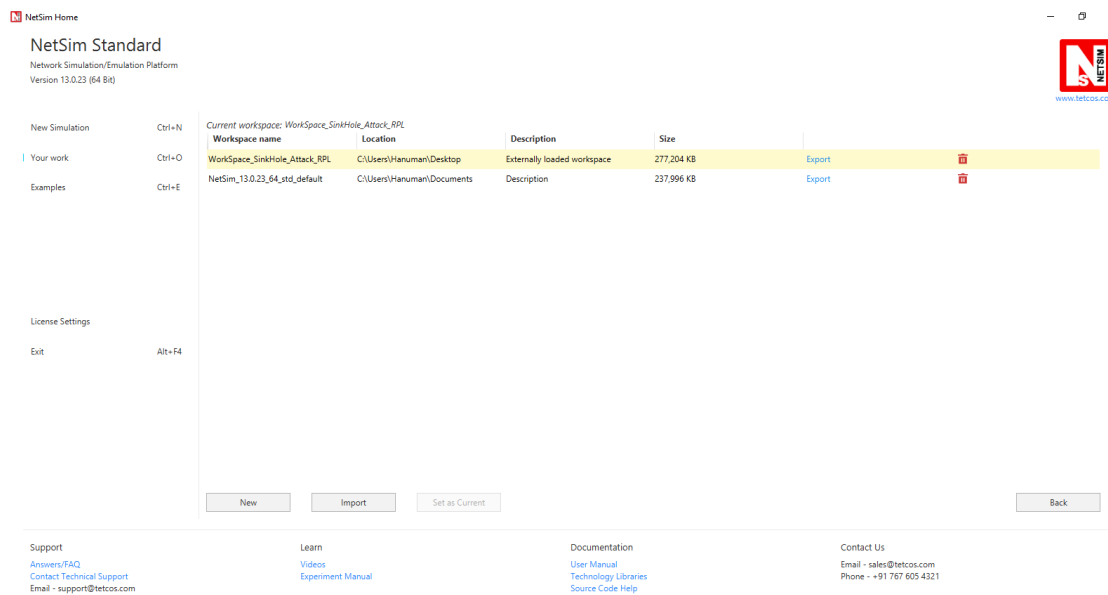 NetSim Home
NetSim Standard
Network Simulation/Emulation Platform
Version 13.0.23 (64 Bit)
NETSIM
N
S
www.tetcos.co
New Simulation Ctrl+N
Your work Ctrl+O
Examples Ctrl+E
License Settings
Exit Alt+F4
Current workspace: WorkSpace_SinkHole_Attack_RPL
Workspace name Location Description Size
WorkSpace_SinkHole_Attack_RPL C:\Users\Hanuman\Desktop Externally loaded workspace 277,204 KB Export
NetSim_13.0.23_64_std_default C:\Users\Hanuman\Documents Description 237,996 KB Export
New Import Set as Current Back
Support
Answers/FAQ
Contact Technical Support
Email - support@tetcos.com
Learn
Videos
Experiment Manual
Documentation
User Manual
Technology Libraries
Source Code Help
Contact Us
Email - sales@tetcos.com
Phone - +91 767 605 4321